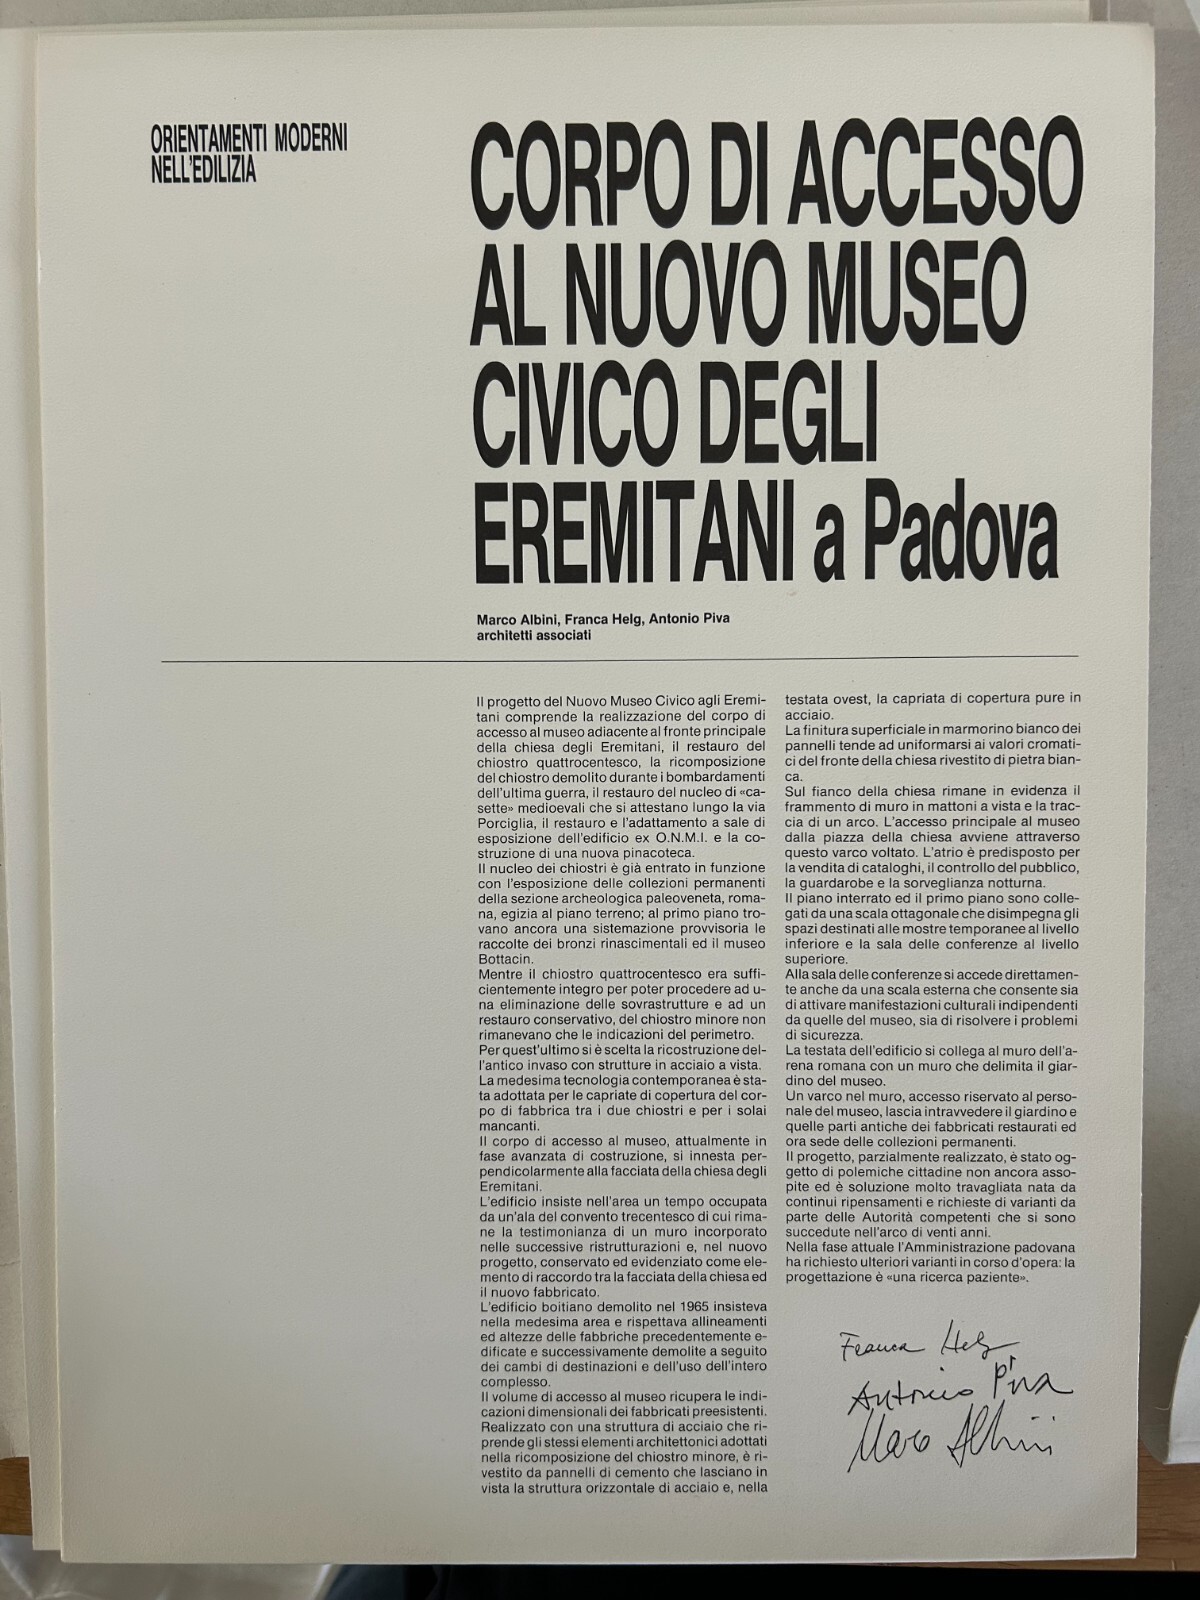 ORIENTAMENTI MODERNI
NELL'EDILIZIA
CORPO DI ACCESSO
AL NUOVO MUSEO
CIVICO DEGLI
EREMITANI a Padova
Marco Albini, Franca Helg, Antonio Piva
architetti associati
Il progetto del Nuovo Museo Civico agli Eremi-
tani comprende la realizzazione del corpo di
accesso al museo adiacente al fronte principale
della chiesa degli Eremitani, il restauro del
chiostro quattrocentesco, la ricomposizione
del chiostro demolito durante i bombardamenti
dell'ultima guerra, il restauro del nucleo di «ca-
sette» medioevali che si attestano lungo la via
Porciglia, il restauro e l'adattamento a sale di
esposizione dell'edificio ex O.N.M.I. e la co-
struzione di una nuova pinacoteca.
Il nucleo dei chiostri è già entrato in funzione
con l'esposizione delle collezioni permanenti
della sezione archeologica paleoveneta, roma-
na, egizia al piano terreno; al primo piano tro-
vano ancora una sistemazione provvisoria le
raccolte dei bronzi rinascimentali ed il museo
Bottacin.
Mentre il chiostro quattrocentesco era suffi-
cientemente integro per poter procedere ad u-
na eliminazione delle sovrastrutture e ad un
restauro conservativo, del chiostro minore non
rimanevano che le indicazioni del perimetro.
Per quest'ultimo si è scelta la ricostruzione del-
l'antico invaso con strutture in acciaio a vista.
La medesima tecnologia contemporanea è sta-
ta adottata per le capriate di copertura del cor-
po di fabbrica tra i due chiostri e per i solai
mancanti.
Il corpo di accesso al museo, attualmente in
fase avanzata di costruzione, si innesta per-
pendicolarmente alla facciata della chiesa degli
Eremitani.
L'edificio insiste nell'area un tempo occupata
da un'ala del convento trecentesco di cui rima-
ne la testimonianza di un muro incorporato
nelle successive ristrutturazioni e, nel nuovo
progetto, conservato ed evidenziato come ele-
mento di raccordo tra la facciata della chiesa ed
il nuovo fabbricato.
L'edificio boitiano demolito nel 1965 insisteva
nella medesima area e rispettava allineamenti
ed altezze delle fabbriche precedentemente e-
dificate e successivamente demolite a seguito
dei cambi di destinazioni e dell'uso dell'intero
complesso.
Il volume di accesso al museo ricupera le indi-
cazioni dimensionali dei fabbricati preesistenti.
Realizzato con una struttura di acciaio che ri-
prende gli stessi elementi architettonici adottati
nella ricomposizione del chiostro minore, è ri-
vestito da pannelli di cemento che lasciano in
vista la struttura orizzontale di acciaio e, nella
testata ovest, la capriata di copertura pure in
acciaio.
La finitura superficiale in marmorino bianco dei
pannelli tende ad uniformarsi ai valori cromati-
ci del fronte della chiesa rivestito di pietra bian-
ca.
Sul fianco della chiesa rimane in evidenza il
frammento di muro in mattoni a vista e la trac-
cia di un arco. L'accesso principale al museo
dalla piazza della chiesa avviene attraverso
questo varco voltato. L'atrio è predisposto per
la vendita di cataloghi, il controllo del pubblico,
la guardarobe e la sorveglianza notturna.
Il piano interrato ed il primo piano sono colle-
gati da una scala ottagonale che disimpegna gli
spazi destinati alle mostre temporanee al livello
inferiore e la sala delle conferenze al livello
superiore.
Alla sala delle conferenze si accede direttamen-
te anche da una scala esterna che consente sia
di attivare manifestazioni culturali indipendenti
da quelle del museo, sia di risolvere i problemi
di sicurezza.
La testata dell'edificio si collega al muro dell'a-
rena romana con un muro che delimita il giar-
dino del museo.
Un varco nel muro, accesso riservato al perso-
nale del museo, lascia intravvedere il giardino e
quelle parti antiche dei fabbricati restaurati ed
ora sede delle collezioni permanenti.
Il progetto, parzialmente realizzato, è stato og-
getto di polemiche cittadine non ancora asso-
pite ed è soluzione molto travagliata nata da
continui ripensamenti e richieste di varianti da
parte delle Autorità competenti che si sono
succedute nell'arco di venti anni.
Nella fase attuale l'Amministrazione padovana
ha richiesto ulteriori varianti in corso d'opera: la
progettazione è «una ricerca paziente».
Franca Helg
Antonio Piva
Marco Albini